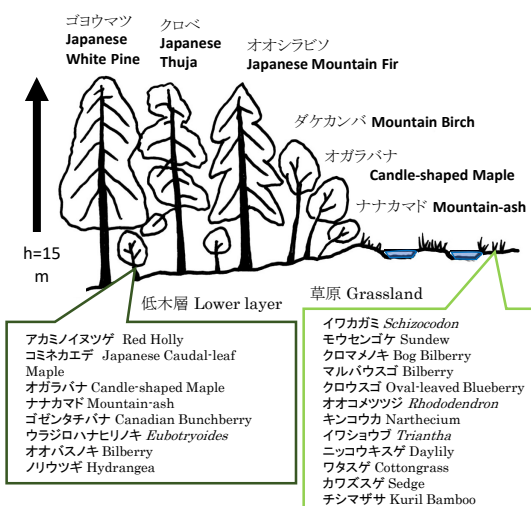 ゴヨウマツ
Japanese
White Pine
クロベ
Japanese
Thuja
オオシラビソ
Japanese Mountain Fir
ダケカンバ Mountain Birch
オガラバナ
Candle-shaped Maple
ナナカマド Mountain-ash
h=15
m
低木層 Lower layer
アカミノイヌツゲ Red Holly
コミネカエデ Japanese Caudal-leaf
Maple
オガラバナ Candle-shaped Maple
ナナカマド Mountain-ash
ゴゼンタチバナ Canadian Bunchberry
ウラジロハナヒリノキ Eubotryoides
オオバスノキ Bilberry
ノリウツギ Hydrangea
草原 Grassland
イワカガミ Schizocodon
モウセンゴケ Sundew
クロマメノキ Bog Bilberry
マルバウスゴ Bilberry
クロウスゴ Oval-leaved Blueberry
オオコメツツジ Rhododendron
キンコウカ Narthecium
イワショウブ Triantha
ニッコウキスゲ Daylily
ワタスゲ Cottongrass
カワズスゲ Sedge
チシマザサ Kuril Bamboo